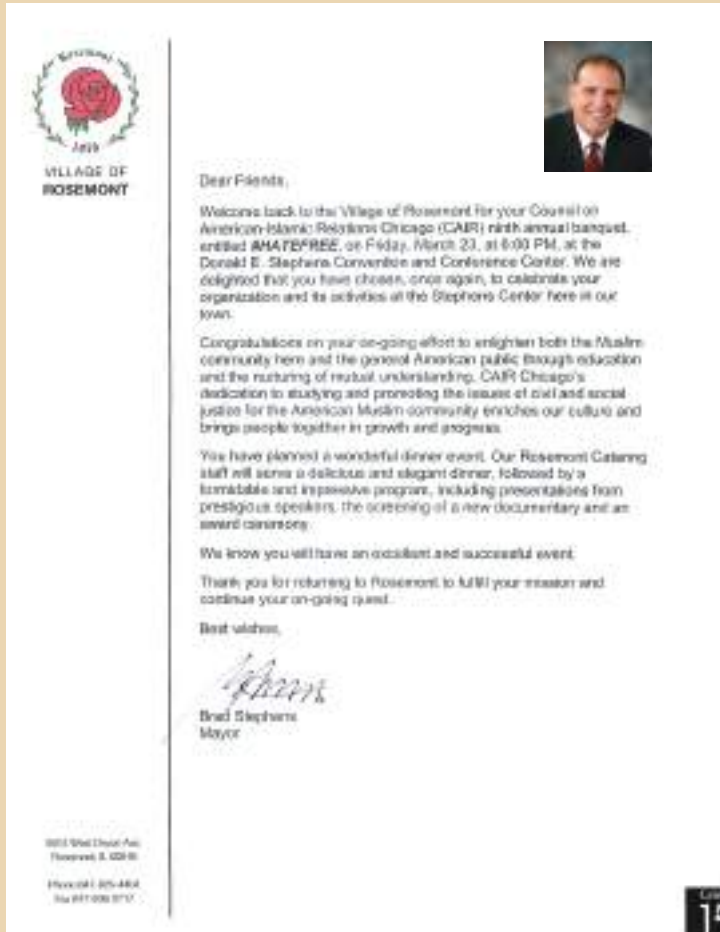 Rosemont
VILLAGE OF
ROSEMONT
Dear Friends,
Welcome back to the Village of Rosemont for your Council on
American-Islamic Relations Chicago (CAIR) ninth annual banquet,
entitled #HATEFREE, on Friday, March 23, at 6:00 PM, at the
Donald E. Stephens Convention and Conference Center. We are
delighted that you have chosen, once again, to celebrate your
organization and its activities at the Stephens Center here in our
town.
Congratulations on your on-going effort to enlighten both the Muslim
community here and the general American public through education
and the nurturing of mutual understanding. CAIR Chicago's
dedication to studying and promoting the issues of civil and social
justice for the American Muslim community enriches our culture and
brings people together in growth and progress.
You have planned a wonderful dinner event. Our Rosemont Catering
staff will serve a delicious and elegant dinner, followed by a
formidable and impressive program, including presentations from
prestigious speakers, the screening of a new documentary and an
award ceremony.
We know you will have an excellent and successful event.
Thank you for returning to Rosemont to fulfill your mission and
continue your on-going quest.
Best wishes,
Brad Stephens
Mayor
Rosemont, IL
Phone
Fax